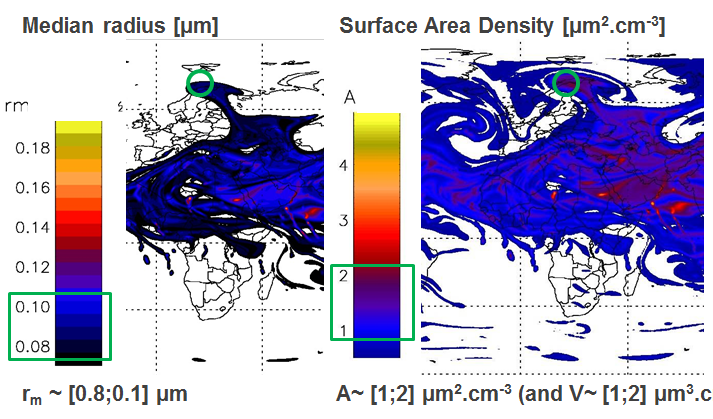 Median radius [µm]
Surface Area Density [µm².cm-³]
rm
0.18
0.16
0.14
0.12
0.10
0.08
A
4
3
2
1
rₘ ~ [0.8;0.1] µm
A~ [1;2] µm².cm-³ (and V~ [1;2] µm³.c